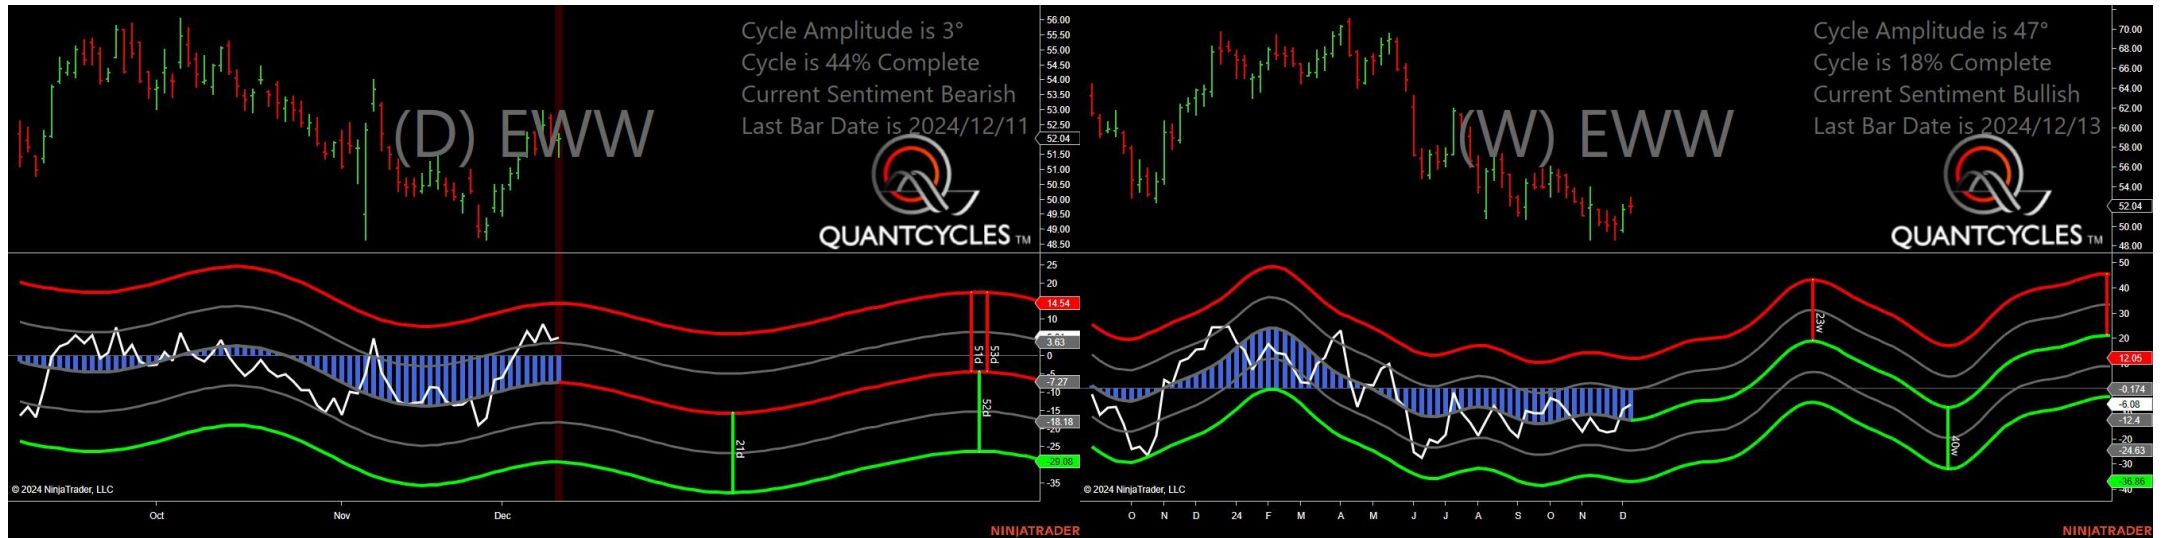 Cycle Amplitude is 3°
Cycle is 44% Complete
Current Sentiment Bearish
Last Bar Date is 2024/12/11
(D) EWW
QUANTCYCLES TM
56.00
55.50
55.00
54.50
54.00
53.50
53.00
52.50
52.04
51.50
51.00
50.50
50.00
49.50
49.00
48.50
25
20
14.54
10
3.63
0
-5
-7.27
-10
-15
-18.18
-20
-25
-29.08
-35
51d
53d
52d
21d
© 2024 NinjaTrader, LLC
Oct
Nov
Dec
NINJATRADER
Cycle Amplitude is 47°
Cycle is 18% Complete
Current Sentiment Bullish
Last Bar Date is 2024/12/13
(W) EWW
QUANTCYCLES TM
70.00
68.00
66.00
64.00
62.00
60.00
58.00
56.00
54.00
52.04
50.00
48.00
50
40
30
20
12.05
-0.174
-6.08
-12.4
-20
-24.63
-30
-36.86
-40
23w
40w
© 2024 NinjaTrader, LLC
O N D 24 F M A M J J A S O N D
NINJATRADER